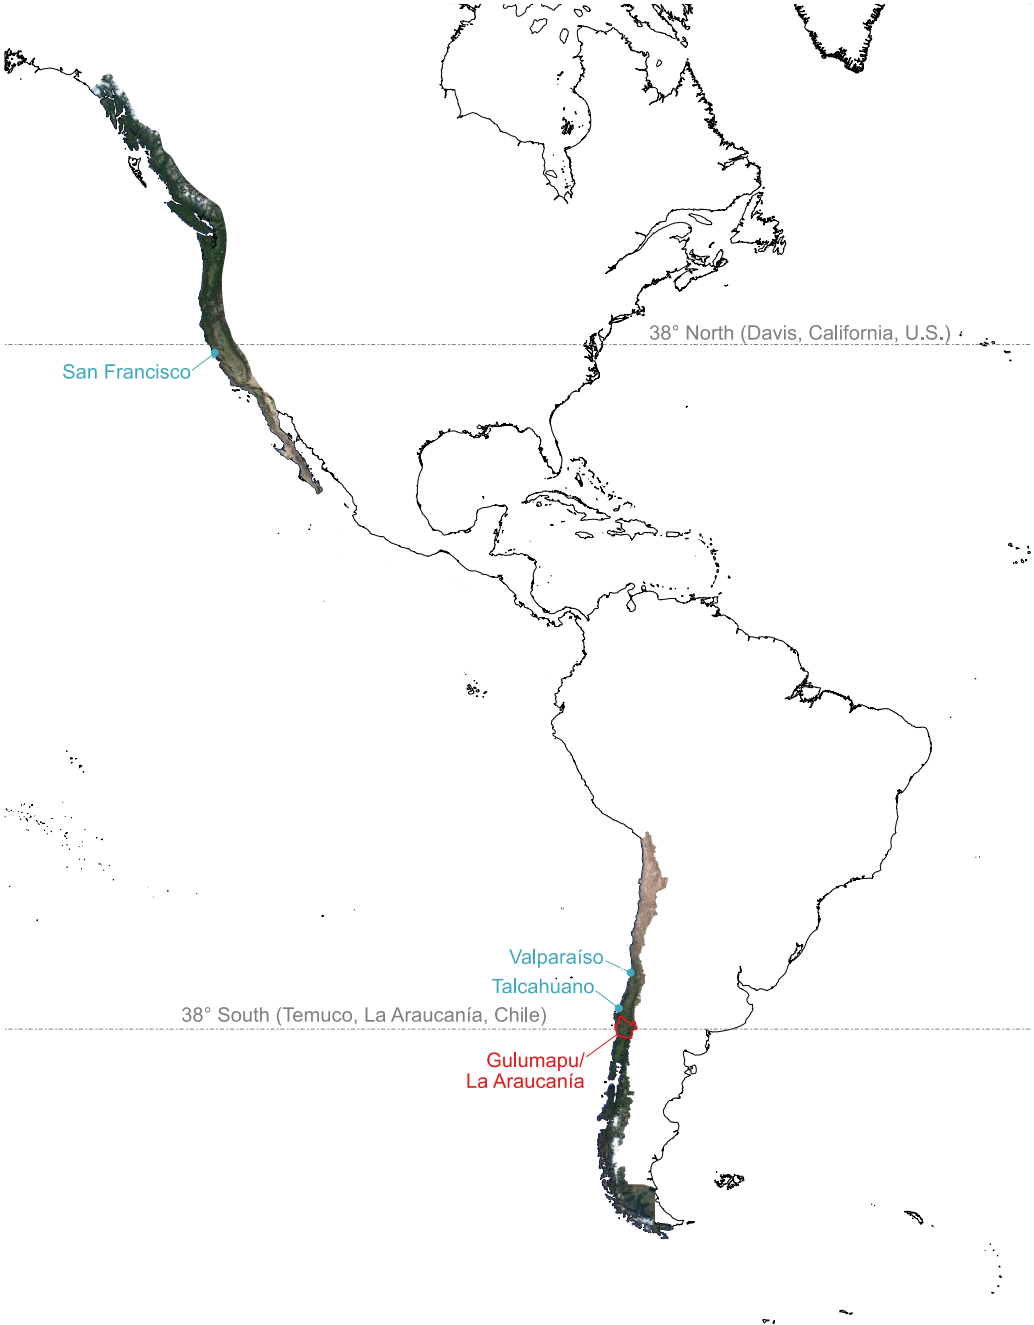 38° North (Davis, California, U.S.)
San Francisco
Valparaíso
Talcahuano
38° South (Temuco, La Araucanía, Chile)
Gulumapu/
La Araucanía